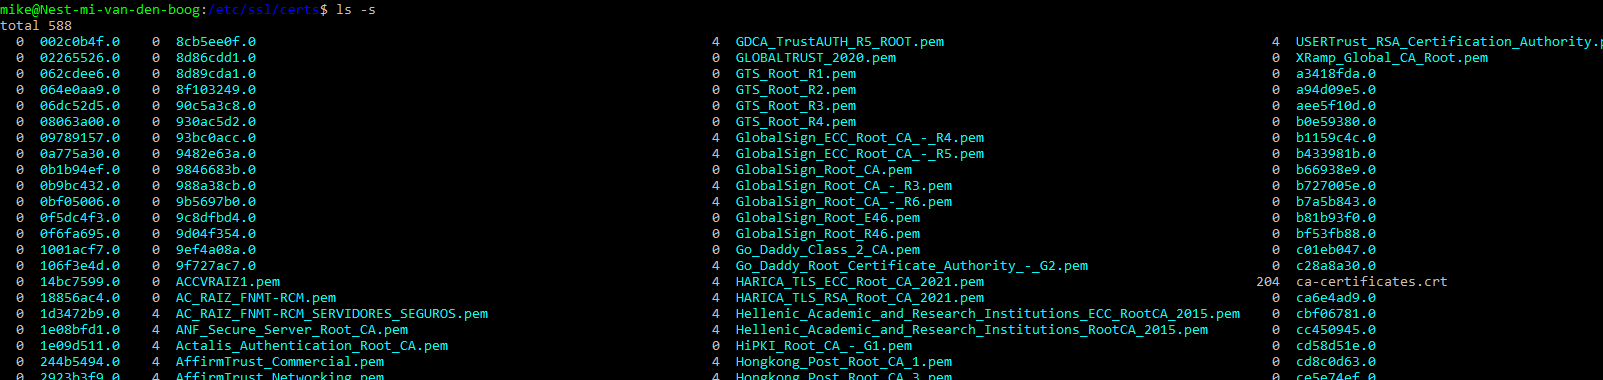 mike@Nest-mi-van-den-boog:/etc/ssl/certs$ ls -s
total 588
0 002c0b4f.0 0 8cb5ee0f.0 4 GDCA_TrustAUTH_R5_ROOT.pem 4 USERTrust_RSA_Certification_Authority.p
0 02265526.0 0 8d86cdd1.0 0 GLOBALTRUST_2020.pem 0 XRamp_Global_CA_Root.pem
0 062cdee6.0 0 8d89cda1.0 0 GTS_Root_R1.pem 0 a3418fda.0
0 064e0aa9.0 0 8f103249.0 0 GTS_Root_R2.pem 0 a94d09e5.0
0 06dc52d5.0 0 90c5a3c8.0 0 GTS_Root_R3.pem 0 aee5f10d.0
0 08063a00.0 0 930ac5d2.0 0 GTS_Root_R4.pem 0 b0e59380.0
0 09789157.0 0 93bc0acc.0 4 GlobalSign_ECC_Root_CA_-_R4.pem 0 b1159c4c.0
0 0a775a30.0 0 9482e63a.0 4 GlobalSign_ECC_Root_CA_-_R5.pem 0 b433981b.0
0 0b1b94ef.0 0 9846683b.0 0 GlobalSign_Root_CA.pem 0 b66938e9.0
0 0b9bc432.0 0 988a38cb.0 4 GlobalSign_Root_CA_-_R3.pem 0 b727005e.0
0 0bf05006.0 0 9b5697b0.0 4 GlobalSign_Root_CA_-_R6.pem 0 b7a5b843.0
0 0f5dc4f3.0 0 9c8dfbd4.0 0 GlobalSign_Root_E46.pem 0 b81b93f0.0
0 0f6fa695.0 0 9d04f354.0 0 GlobalSign_Root_R46.pem 0 bf53fb88.0
0 1001acf7.0 0 9ef4a08a.0 0 Go_Daddy_Class_2_CA.pem 0 c01eb047.0
0 106f3e4d.0 0 9f727ac7.0 4 Go_Daddy_Root_Certificate_Authority_-_G2.pem 0 c28a8a30.0
0 14bc7599.0 0 ACCVRAIZ1.pem 4 HARICA_TLS_ECC_Root_CA_2021.pem 204 ca-certificates.crt
0 18856ac4.0 0 AC_RAIZ_FNMT-RCM.pem 4 HARICA_TLS_RSA_Root_CA_2021.pem 0 ca6e4ad9.0
0 1d3472b9.0 4 AC_RAIZ_FNMT-RCM_SERVIDORES_SEGUROS.pem 4 Hellenic_Academic_and_Research_Institutions_ECC_RootCA_2015.pem 0 cbf06781.0
0 1e08bfd1.0 4 ANF_Secure_Server_Root_CA.pem 4 Hellenic_Academic_and_Research_Institutions_RootCA_2015.pem 0 cc450945.0
0 1e09d511.0 4 Actalis_Authentication_Root_CA.pem 0 HiPKI_Root_CA_-_G1.pem 0 cd58d51e.0
0 244b5494.0 4 AffirmTrust_Commercial.pem 4 Hongkong_Post_Root_CA_1.pem 0 cd8c0d63.0
0 2923b3f9.0 4 AffirmTrust_Networking.pem 4 Hongkong_Post_Root_CA_3.pem 0 ce5e74ef.0